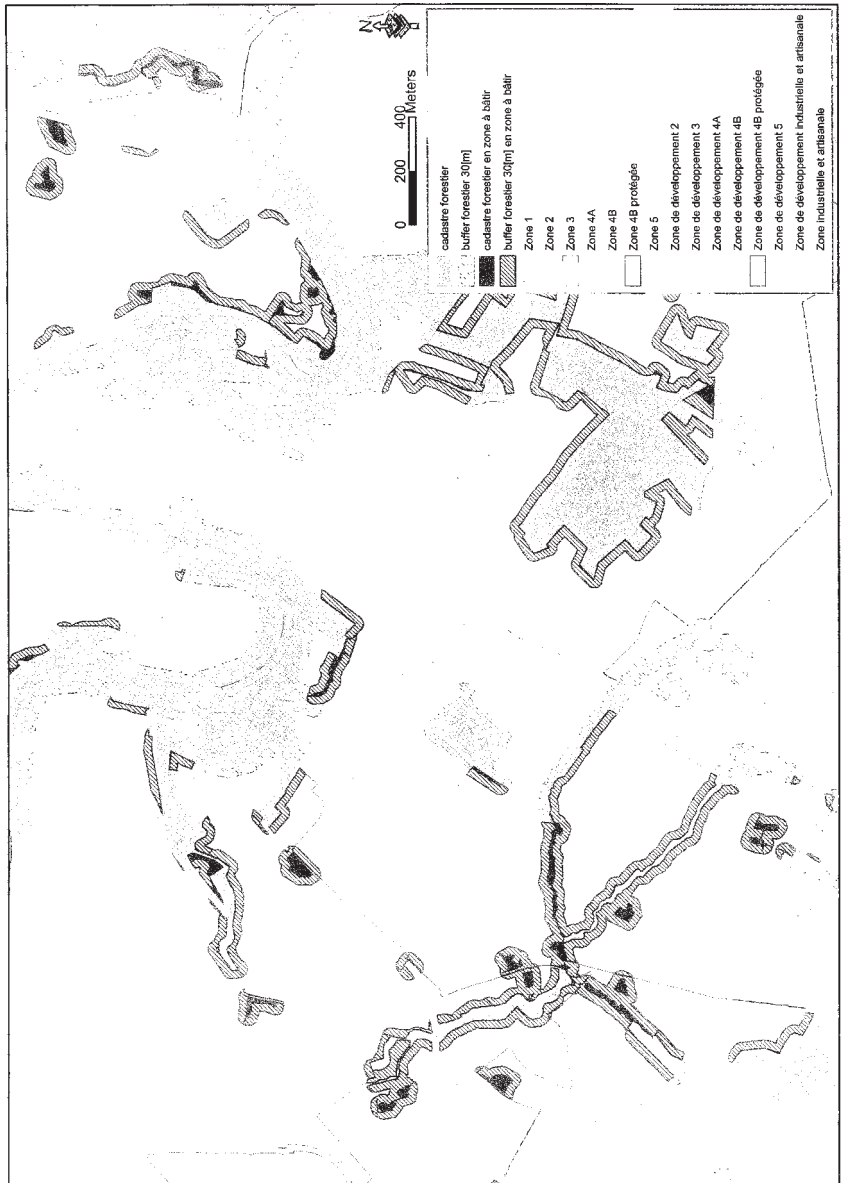 N
0 200 400 Meters
cadastre forestier
buffer forestier 30[m]
cadastre forestier en zone à bâtir
buffer forestier 30[m] en zone à bâtir
Zone 1
Zone 2
Zone 3
Zone 4A
Zone 4B
Zone 4B protégée
Zone 5
Zone de développement 2
Zone de développement 3
Zone de développement 4A
Zone de développement 4B
Zone de développement 4B protégée
Zone de développement 5
Zone de développement industrielle et artisanale
Zone industrielle et artisanale